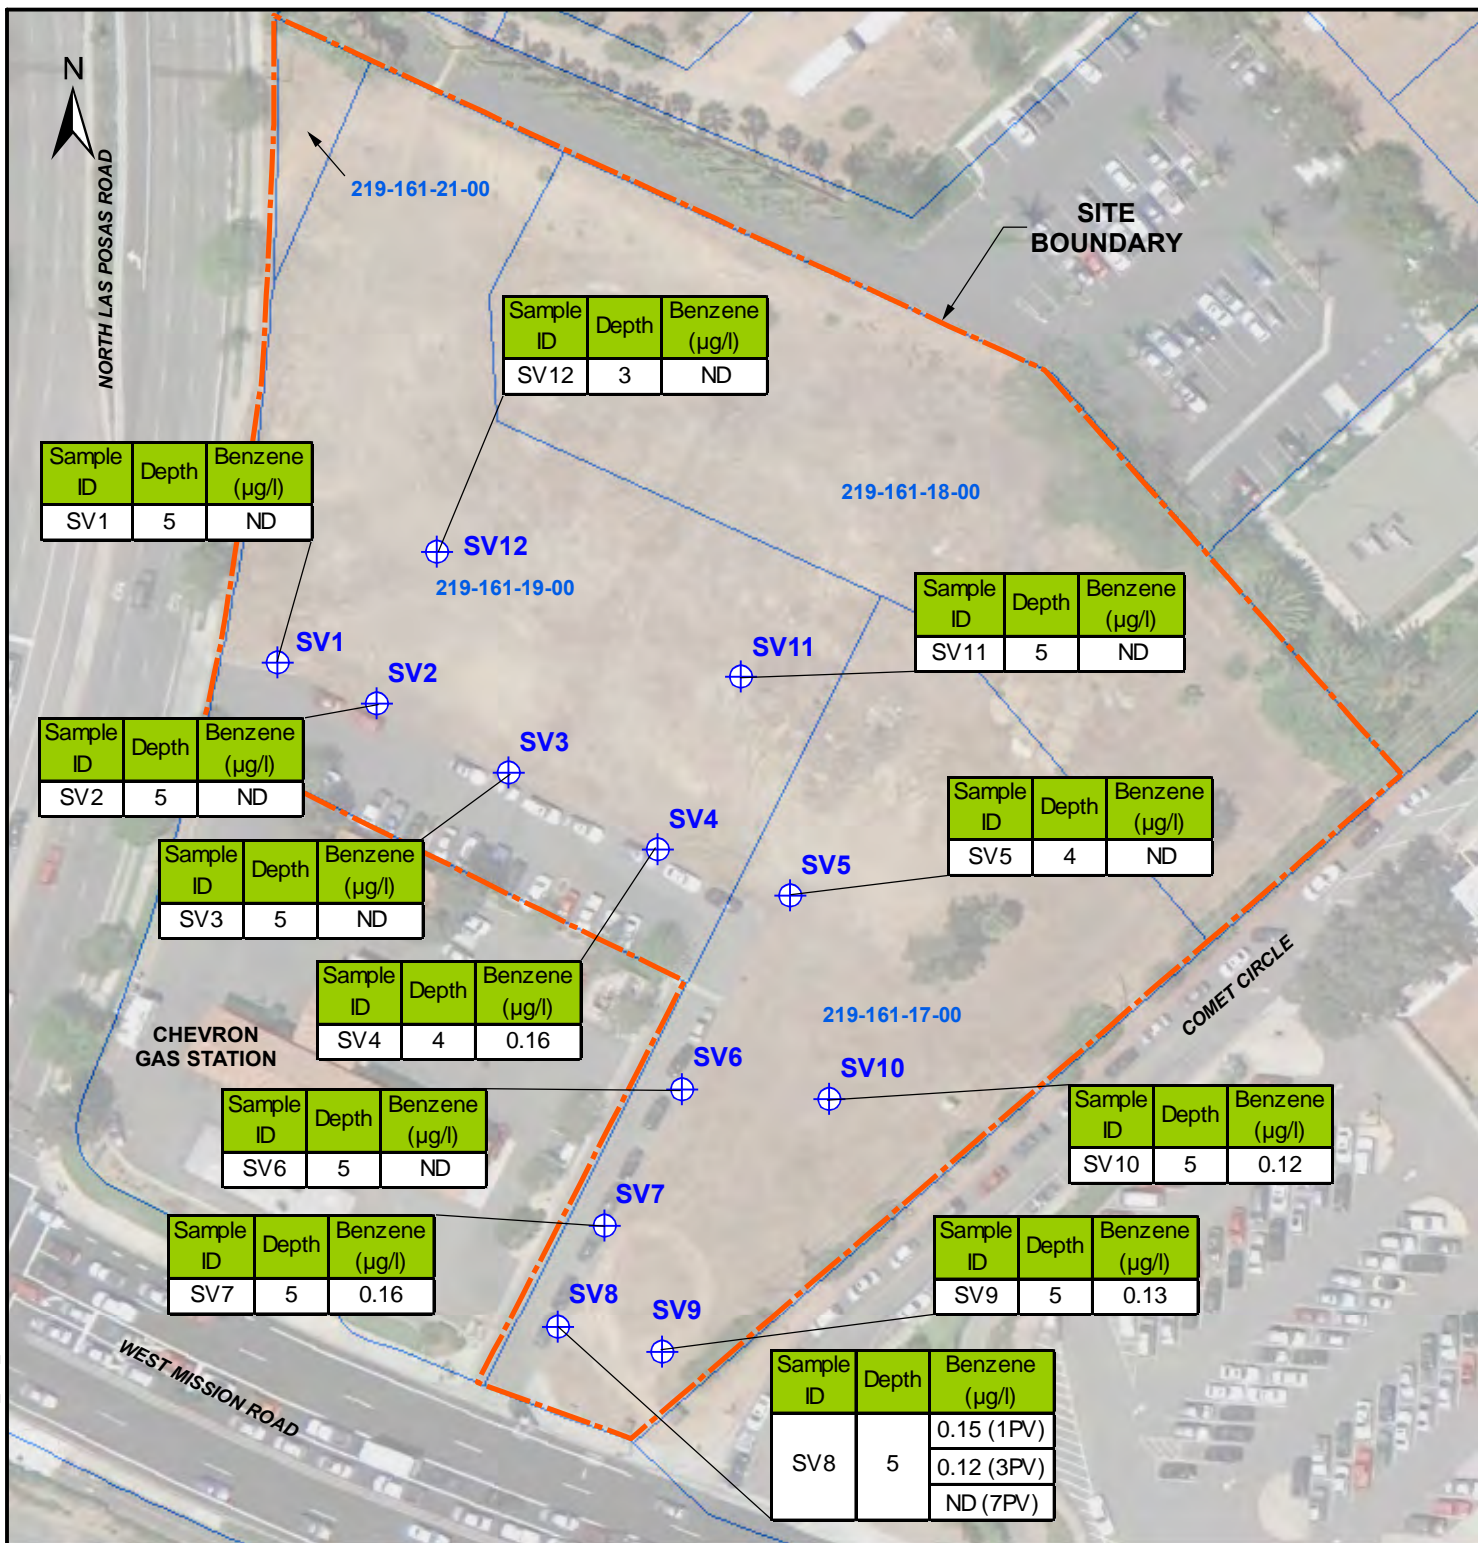 N
NORTH LAS POSAS ROAD
219-161-21-00
SITE
BOUNDARY
Sample ID Depth Benzene (µg/l)
SV12 3 ND
Sample ID Depth Benzene (µg/l)
SV1 5 ND
219-161-18-00
SV12
219-161-19-00
Sample ID Depth Benzene (µg/l)
SV11 5 ND
SV1
SV2
SV11
Sample ID Depth Benzene (µg/l)
SV2 5 ND
SV3
Sample ID Depth Benzene (µg/l)
SV5 4 ND
SV4
Sample ID Depth Benzene (µg/l)
SV3 5 ND
SV5
Sample ID Depth Benzene (µg/l)
SV4 4 0.16
COMET CIRCLE
219-161-17-00
CHEVRON
GAS STATION
SV6
SV10
Sample ID Depth Benzene (µg/l)
SV6 5 ND
Sample ID Depth Benzene (µg/l)
SV10 5 0.12
SV7
Sample ID Depth Benzene (µg/l)
SV7 5 0.16
Sample ID Depth Benzene (µg/l)
SV9 5 0.13
SV8
SV9
WEST MISSION ROAD
Sample ID Depth Benzene (µg/l)
SV8 5 0.15 (1PV)
0.12 (3PV)
ND (7PV)